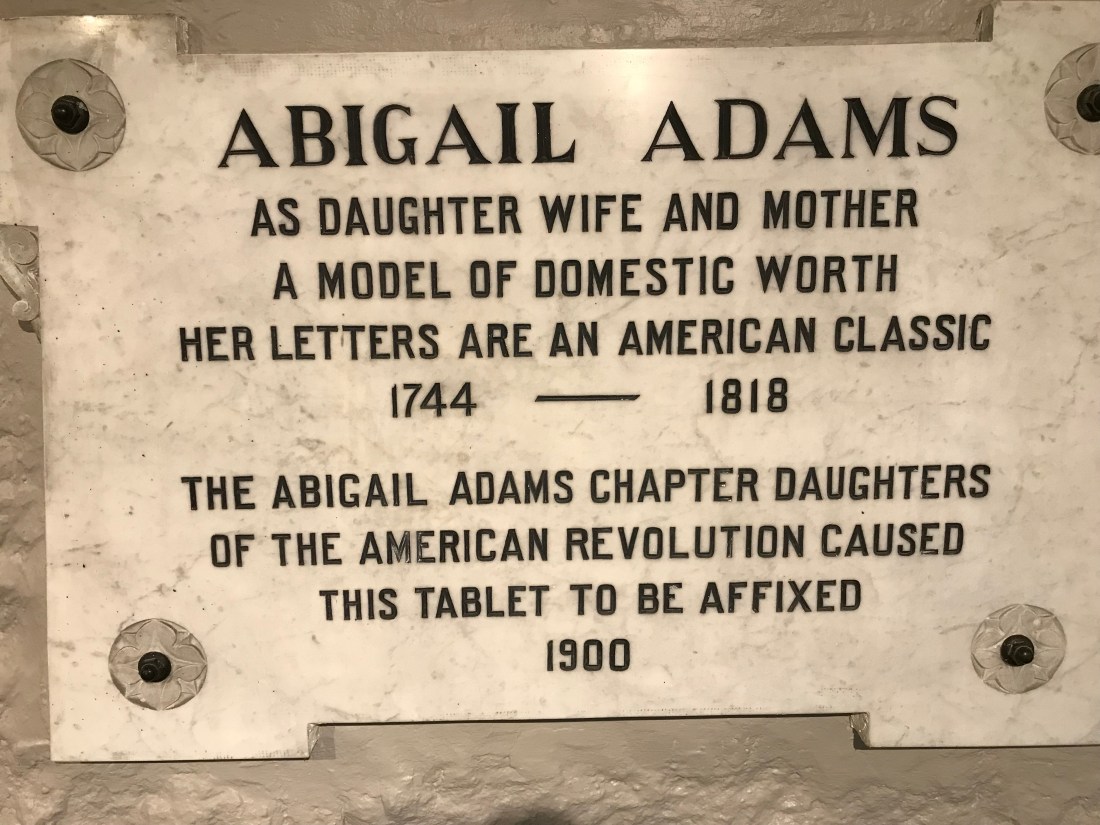 ABIGAIL ADAMS
AS DAUGHTER WIFE AND MOTHER
A MODEL OF DOMESTIC WORTH
HER LETTERS ARE AN AMERICAN CLASSIC
1744 — 1818
THE ABIGAIL ADAMS CHAPTER DAUGHTERS
OF THE AMERICAN REVOLUTION CAUSED
THIS TABLET TO BE AFFIXED
1900